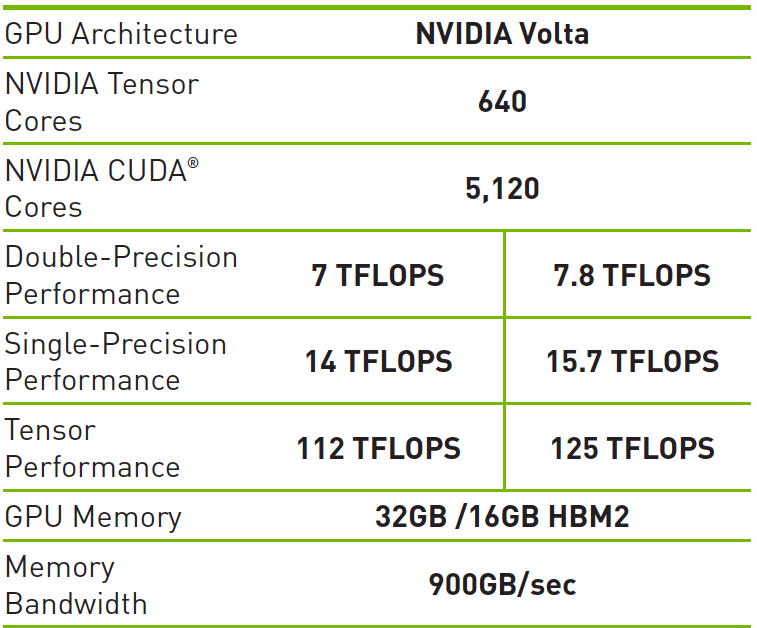 GPU Architecture NVIDIA Volta
NVIDIA Tensor
Cores 640
NVIDIA CUDA®
Cores 5,120
Double-Precision
Performance 7 TFLOPS 7.8 TFLOPS
Single-Precision
Performance 14 TFLOPS 15.7 TFLOPS
Tensor
Performance 112 TFLOPS 125 TFLOPS
GPU Memory 32GB /16GB HBM2
Memory
Bandwidth 900GB/sec